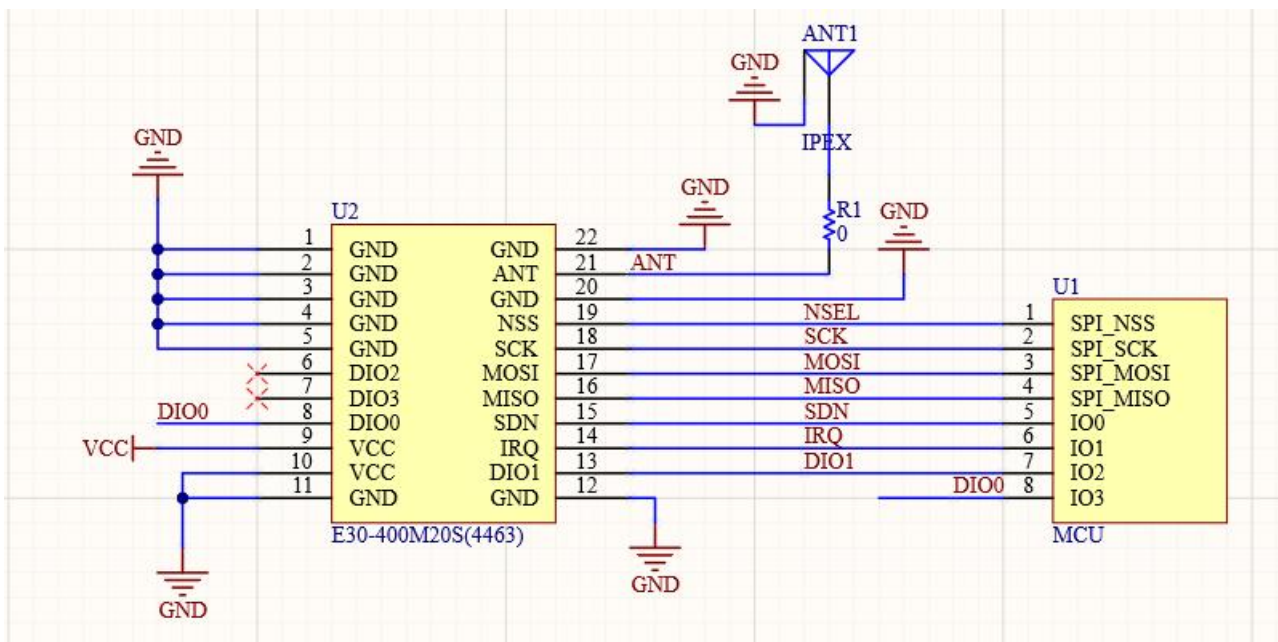 ANT1
GND
IPEX
GND
GND
R1
0
GND
U2
1 GND GND 22
2 GND ANT 21 ANT
3 GND GND 20
4 GND NSS 19 NSEL
5 GND SCK 18 SCK
6 DIO2 MOSI 17 MOSI
7 DIO3 MISO 16 MISO
DIO0 8 DIO0 SDN 15 SDN
VCC 9 VCC IRQ 14 IRQ
10 VCC DIO1 13 DIO1
11 GND GND 12
E30-400M20S(4463)
GND
GND
U1
1 SPI_NSS
2 SPI_SCK
3 SPI_MOSI
4 SPI_MISO
5 IO0
6 IO1
7 IO2
DIO0 8 IO3
MCU